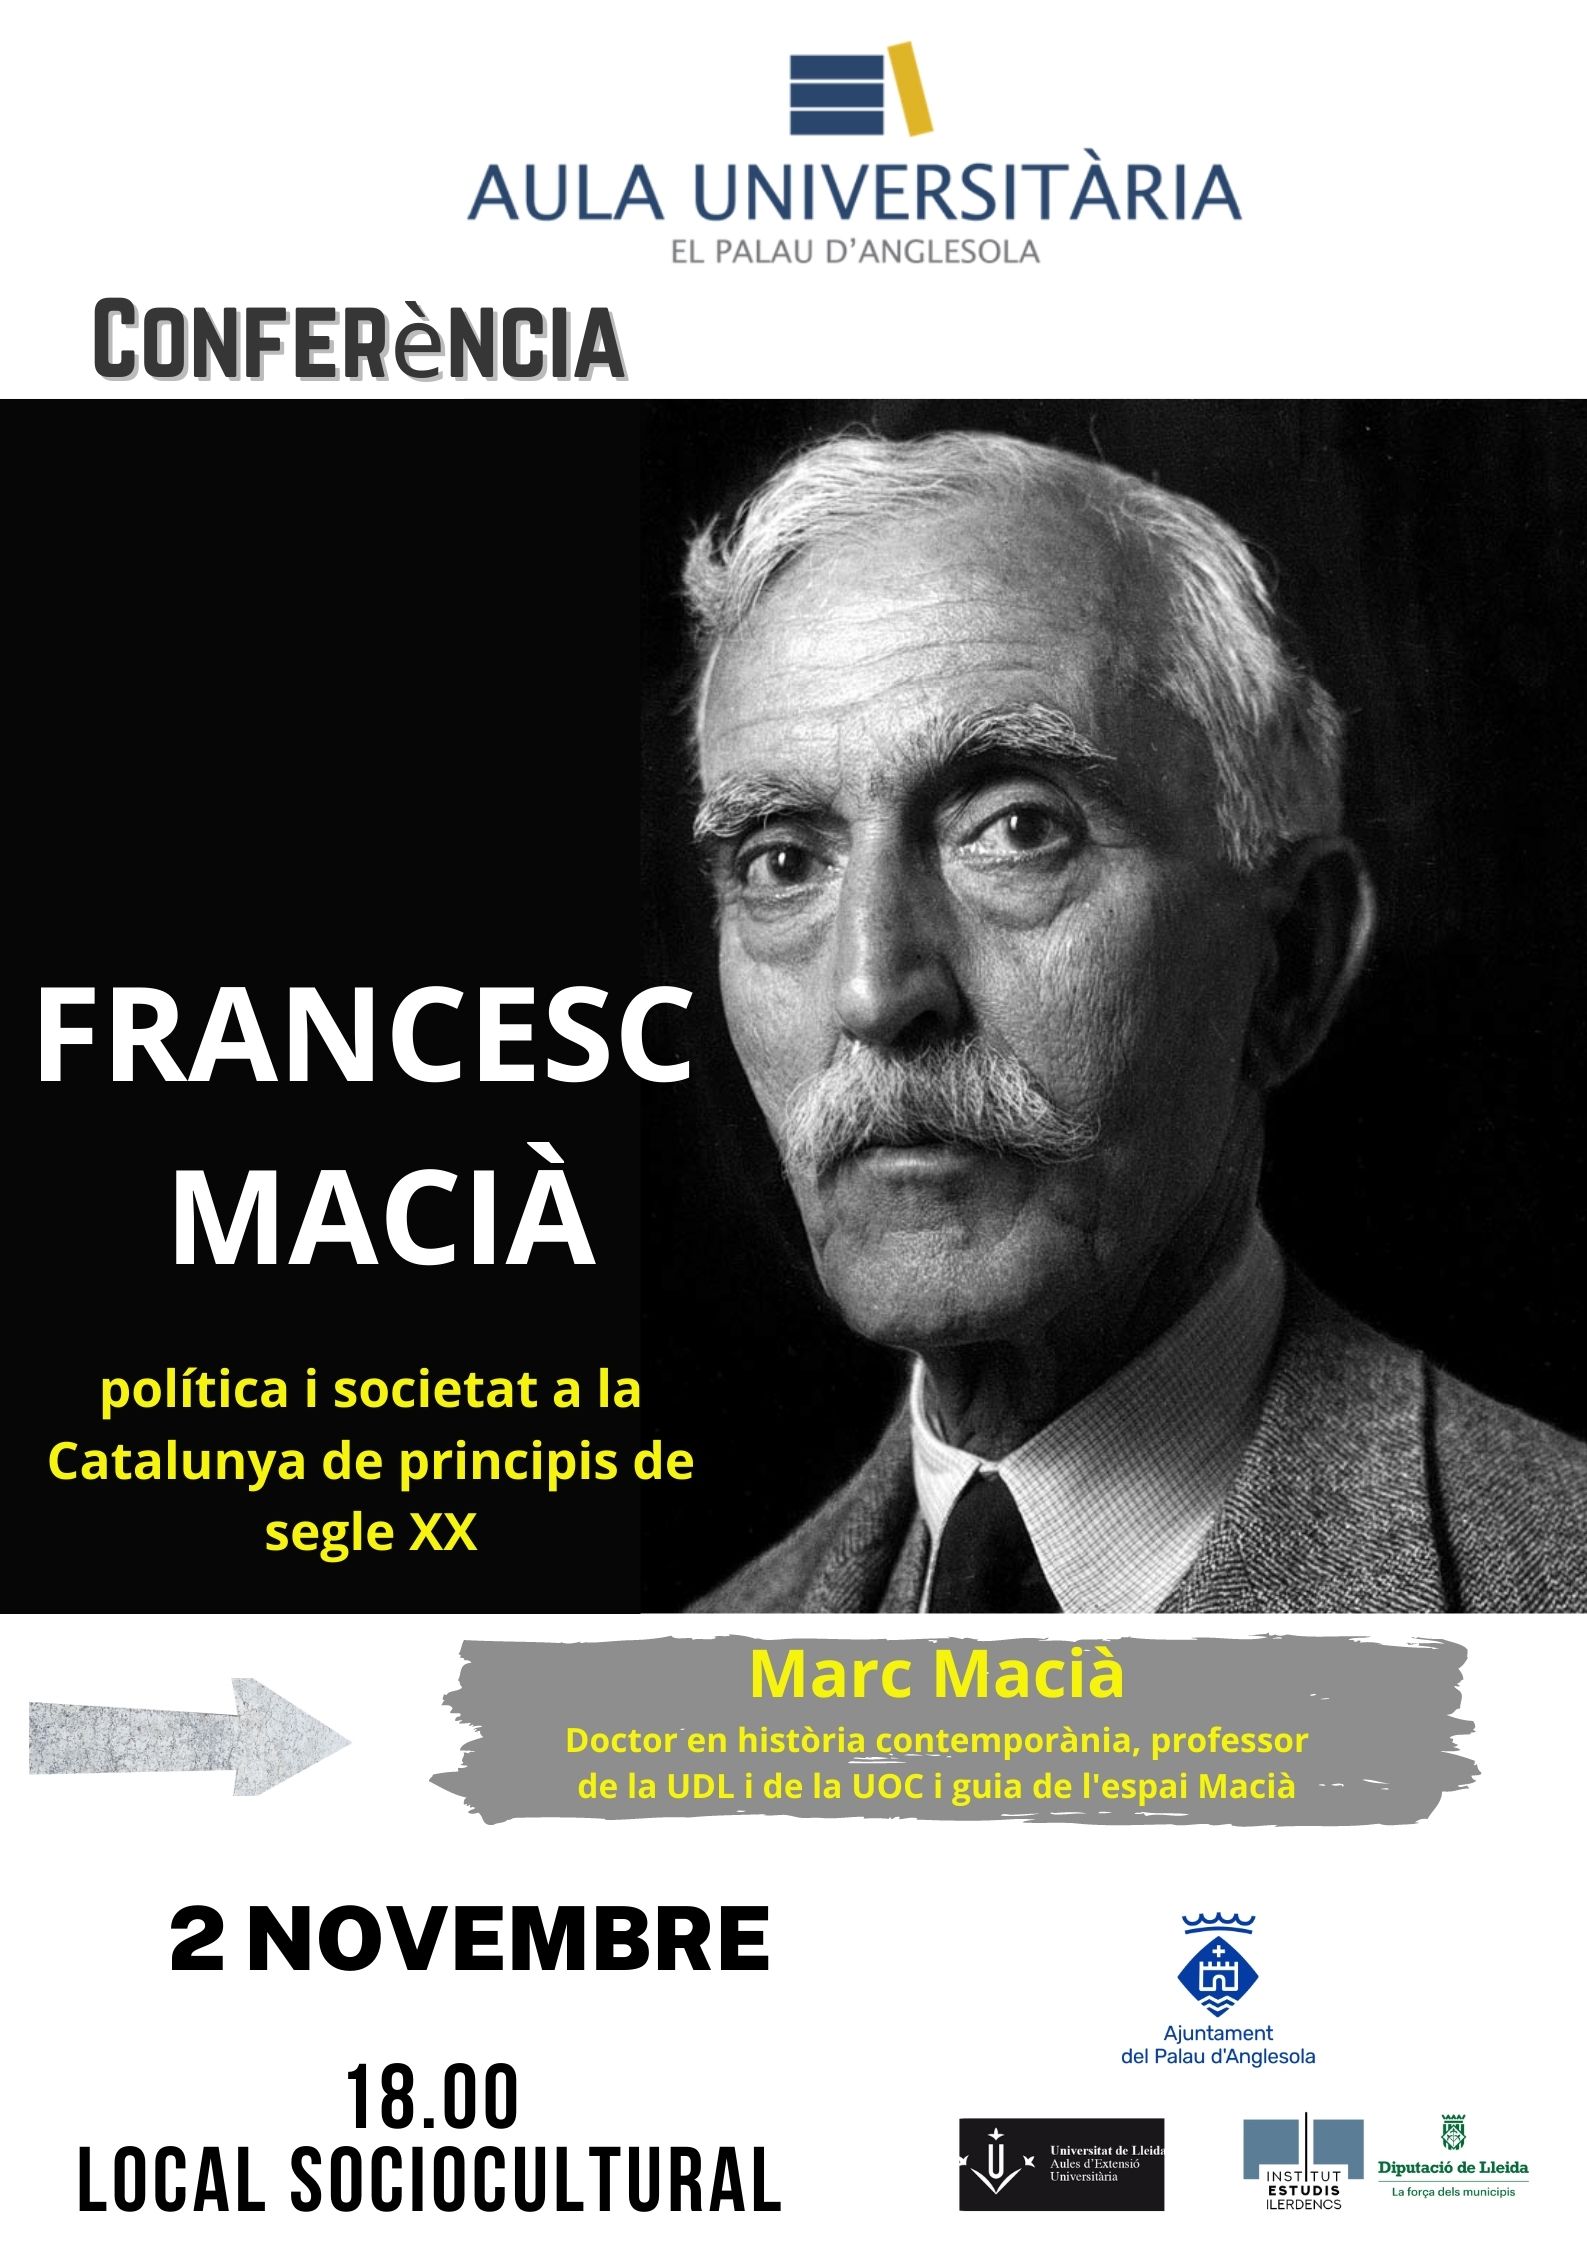 AULA UNIVERSITÀRIA
EL PALAU D'ANGLESOLA
CONFERèNCIA
FRANCESC
MACIÀ
política i societat a la
Catalunya de principis de
segle XX
Marc Macià
Doctor en història contemporània, professor
de la UDL i de la UOC i guia de l'espai Macià
2 NOVEMBRE
18.00
LOCAL SOCIOCULTURAL
Ajuntament
del Palau d'Anglesola
Universitat de Lleida
Aules d'Extensió
Universitària
INSTITUT
ESTUDIS
ILERDENCS
Diputació de Lleida
La força dels municipis